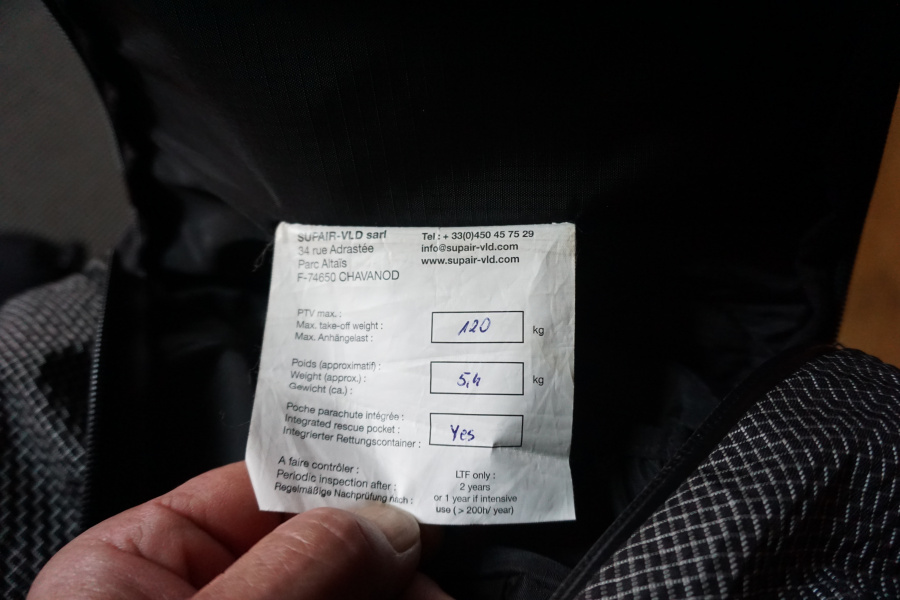 SUPAIR-VLD sarl
34 rue Adrastée
Parc Altaïs
F-74650 CHAVANOD
Tel : + 33(0)450 45 75 29
info@supair-vld.com
www.supair-vld.com
PTV max. :
Max. take-off weight :
Max. Anhängelast :
120 kg
Poids (approximatif) :
Weight (approx.) :
Gewicht (ca.) :
5,4 kg
Poche parachute intégrée :
Integrated rescue pocket :
Integrierter Rettungscontainer :
Yes
A faire contrôler :
Periodic inspection after :
Regelmäßige Nachprüfung nach :
LTF only :
2 years
or 1 year if intensive
use ( > 200h/ year)